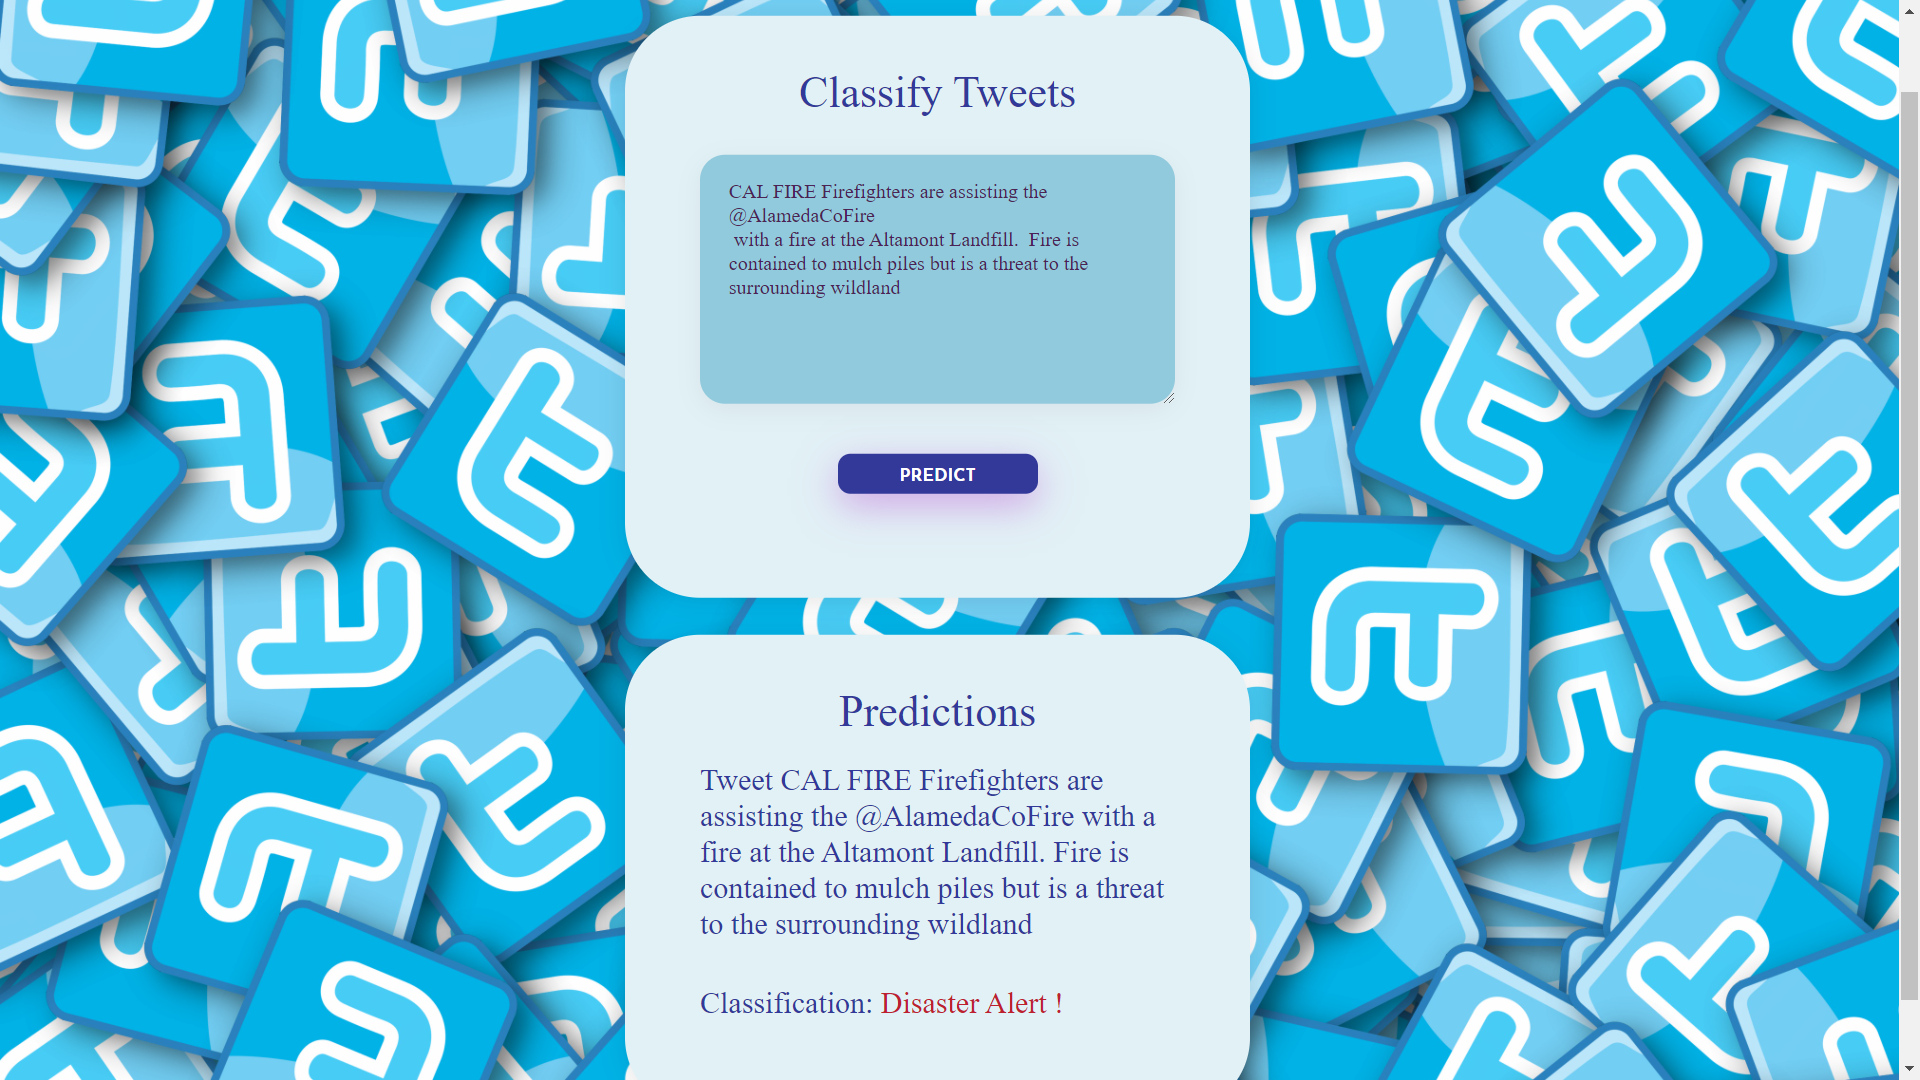 Classify Tweets
CAL FIRE Firefighters are assisting the
@AlamedaCoFire
with a fire at the Altamont Landfill.  Fire is
contained to mulch piles but is a threat to the
surrounding wildland
PREDICT
Predictions
Tweet CAL FIRE Firefighters are
assisting the @AlamedaCoFire with a
fire at the Altamont Landfill. Fire is
contained to mulch piles but is a threat
to the surrounding wildland
Classification: Disaster Alert !